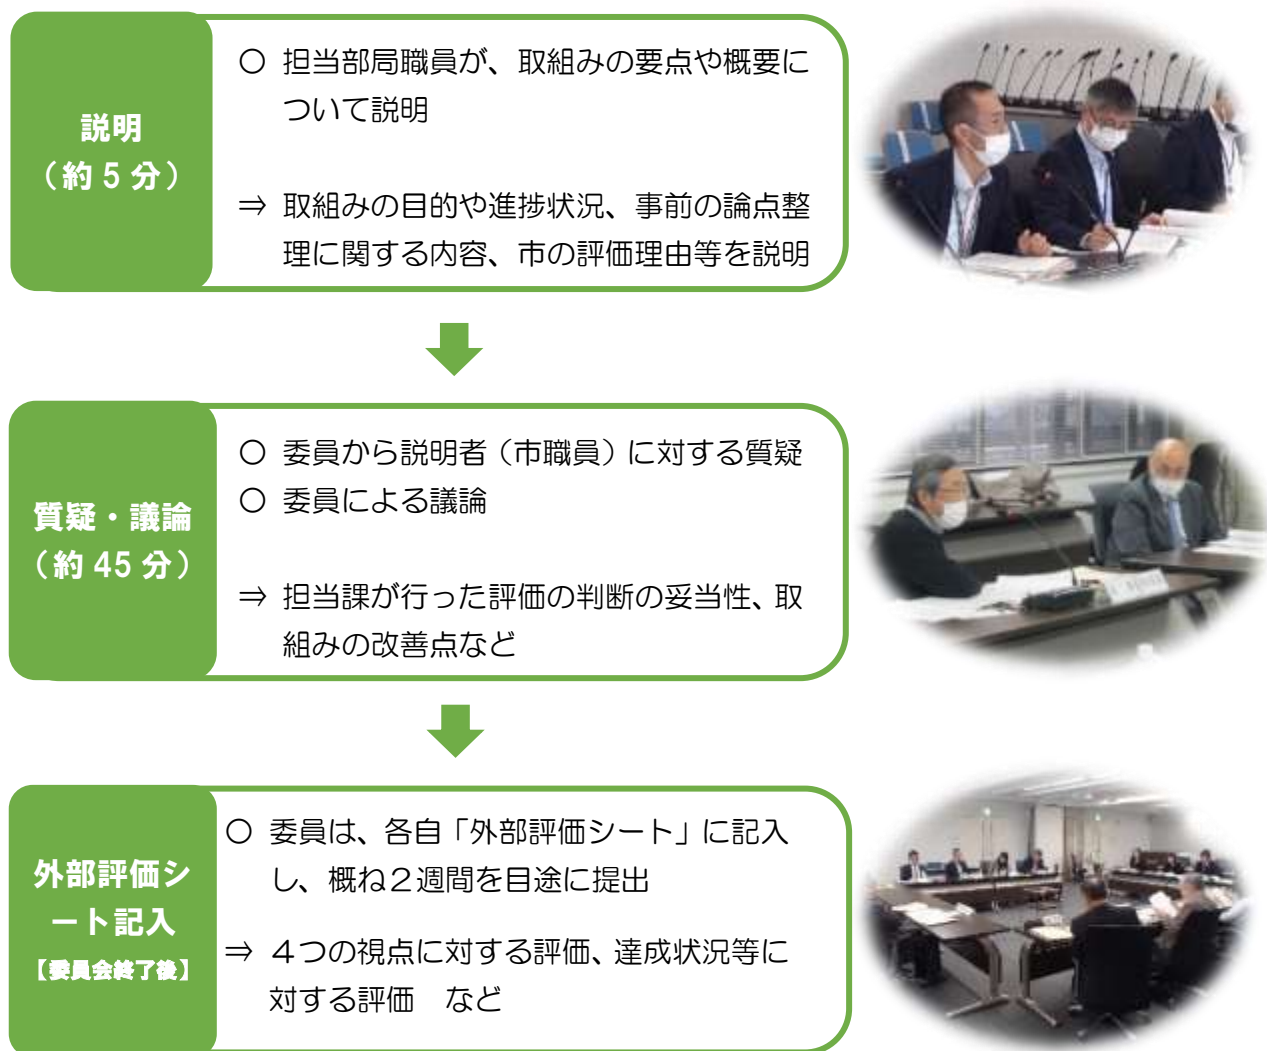 説明
（約 5 分）
○ 担当部局職員が、取組みの要点や概要に
ついて説明
⇒ 取組みの目的や進捗状況、事前の論点整
理に関する内容、市の評価理由等を説明
質疑・議論
（約 45 分）
○ 委員から説明者（市職員）に対する質疑
○ 委員による議論
⇒ 担当課が行った評価の判断の妥当性、取
組みの改善点など
外部評価シ
ート記入
【委員会終了後】
○ 委員は、各自「外部評価シート」に記入
し、概ね２週間を目途に提出
⇒ ４つの視点に対する評価、達成状況等に
対する評価　など